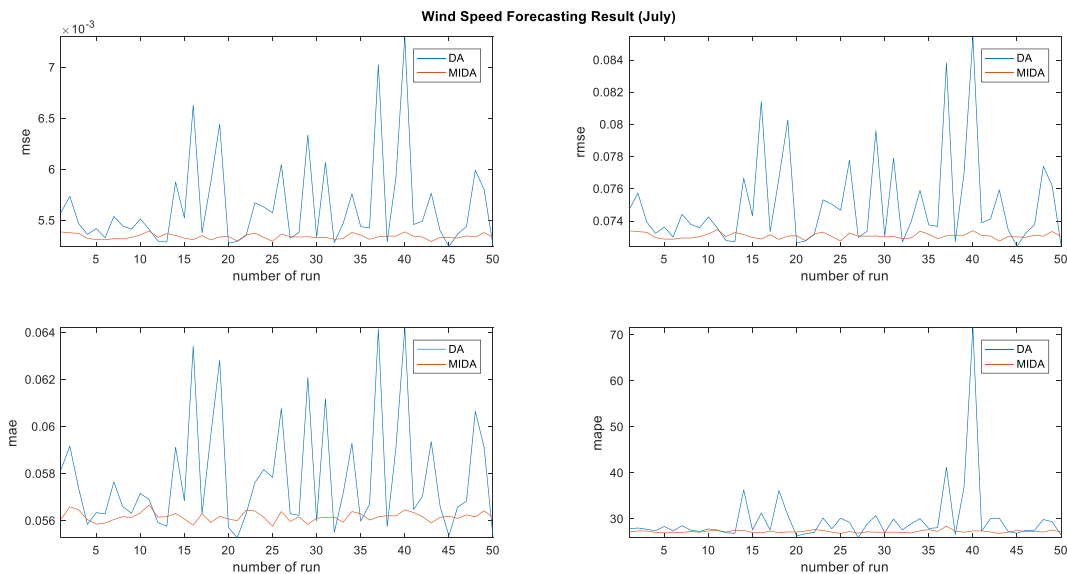 Wind Speed Forecasting Result (July)
×10⁻³
7
6.5
6
5.5
mse
5 10 15 20 25 30 35 40 45 50
number of run
DA
MIDA
0.084
0.082
0.08
0.078
0.076
0.074
rmse
5 10 15 20 25 30 35 40 45 50
number of run
DA
MIDA
0.064
0.062
0.06
0.058
0.056
mae
5 10 15 20 25 30 35 40 45 50
number of run
DA
MIDA
70
60
50
40
30
mape
5 10 15 20 25 30 35 40 45 50
number of run
DA
MIDA